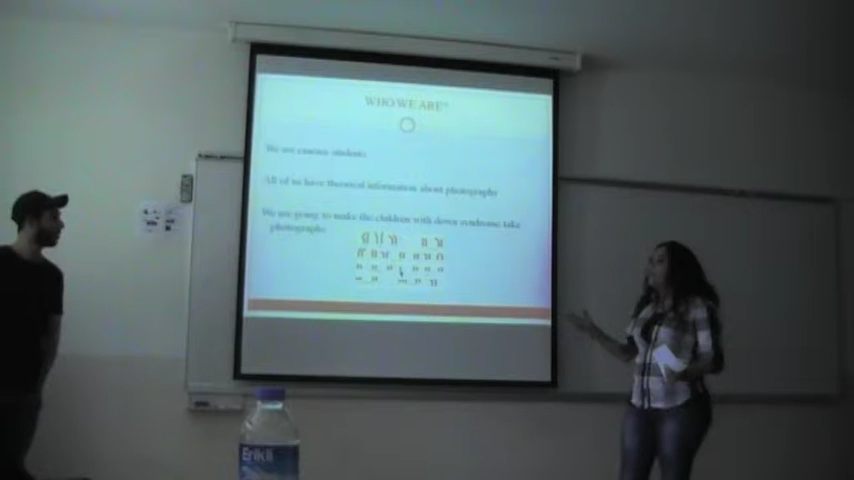 WHO WE ARE?
We are cinema students
All of us have theorical information about photography
We are going to make the children with down syndrome take
photographs
Erikli